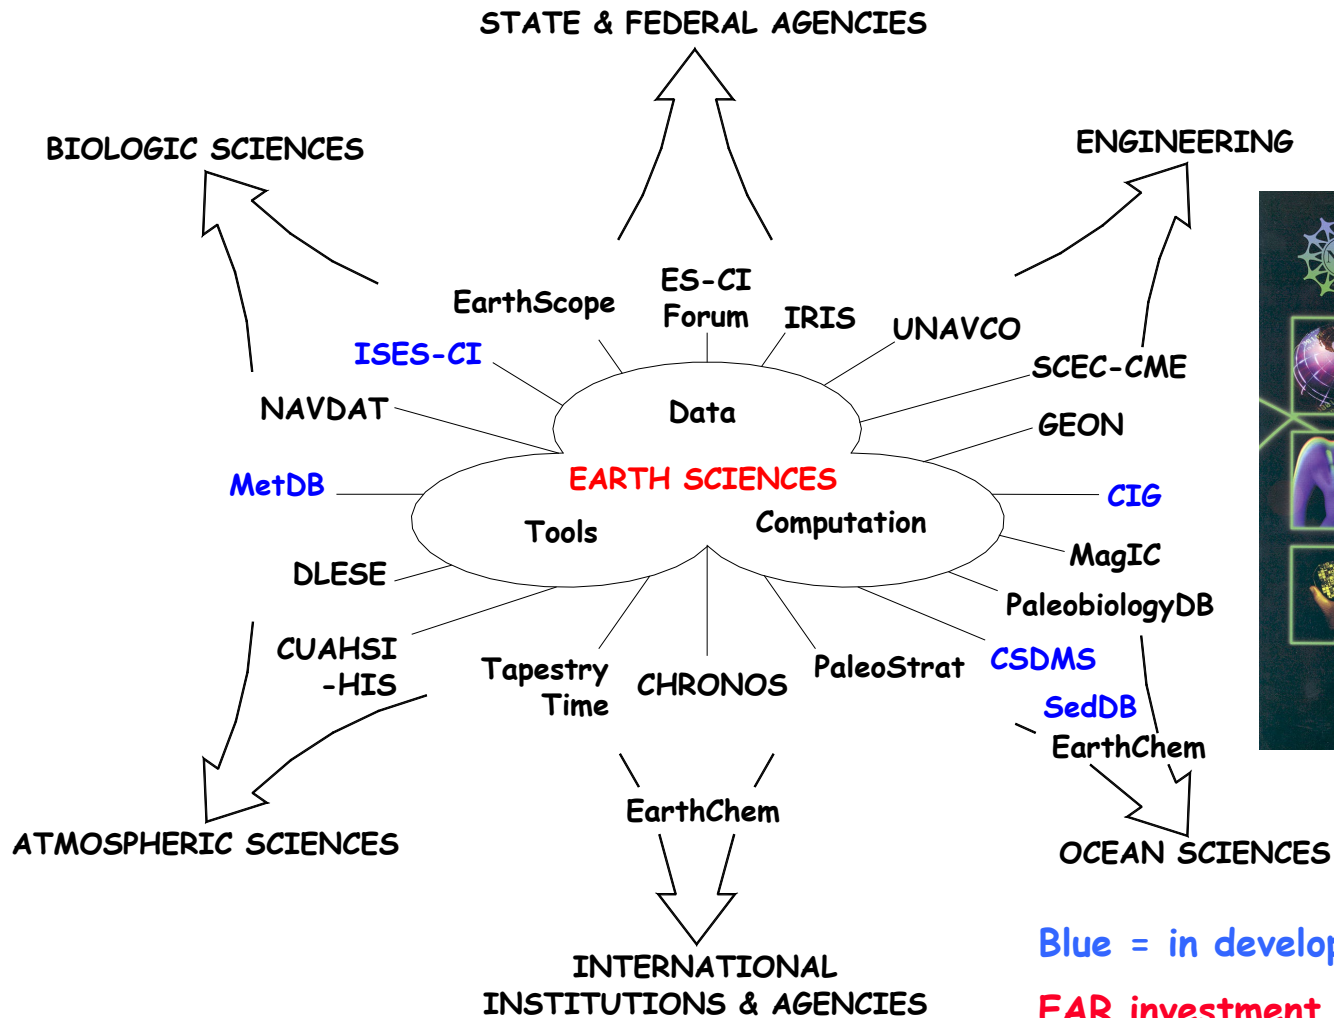 STATE & FEDERAL AGENCIES
BIOLOGIC SCIENCES
ENGINEERING
EarthScope
ES-CI
Forum
IRIS
UNAVCO
ISES-CI
SCEC-CME
NAVDAT
Data
GEON
MetDB
EARTH SCIENCES
CIG
Tools
Computation
MagIC
DLESE
PaleobiologyDB
CUAHSI
-HIS
Tapestry
Time
CHRONOS
PaleoStrat
CSDMS
SedDB
EarthChem
EarthChem
ATMOSPHERIC SCIENCES
OCEAN SCIENCES
INTERNATIONAL
INSTITUTIONS & AGENCIES
Blue = in develop
EAR investment